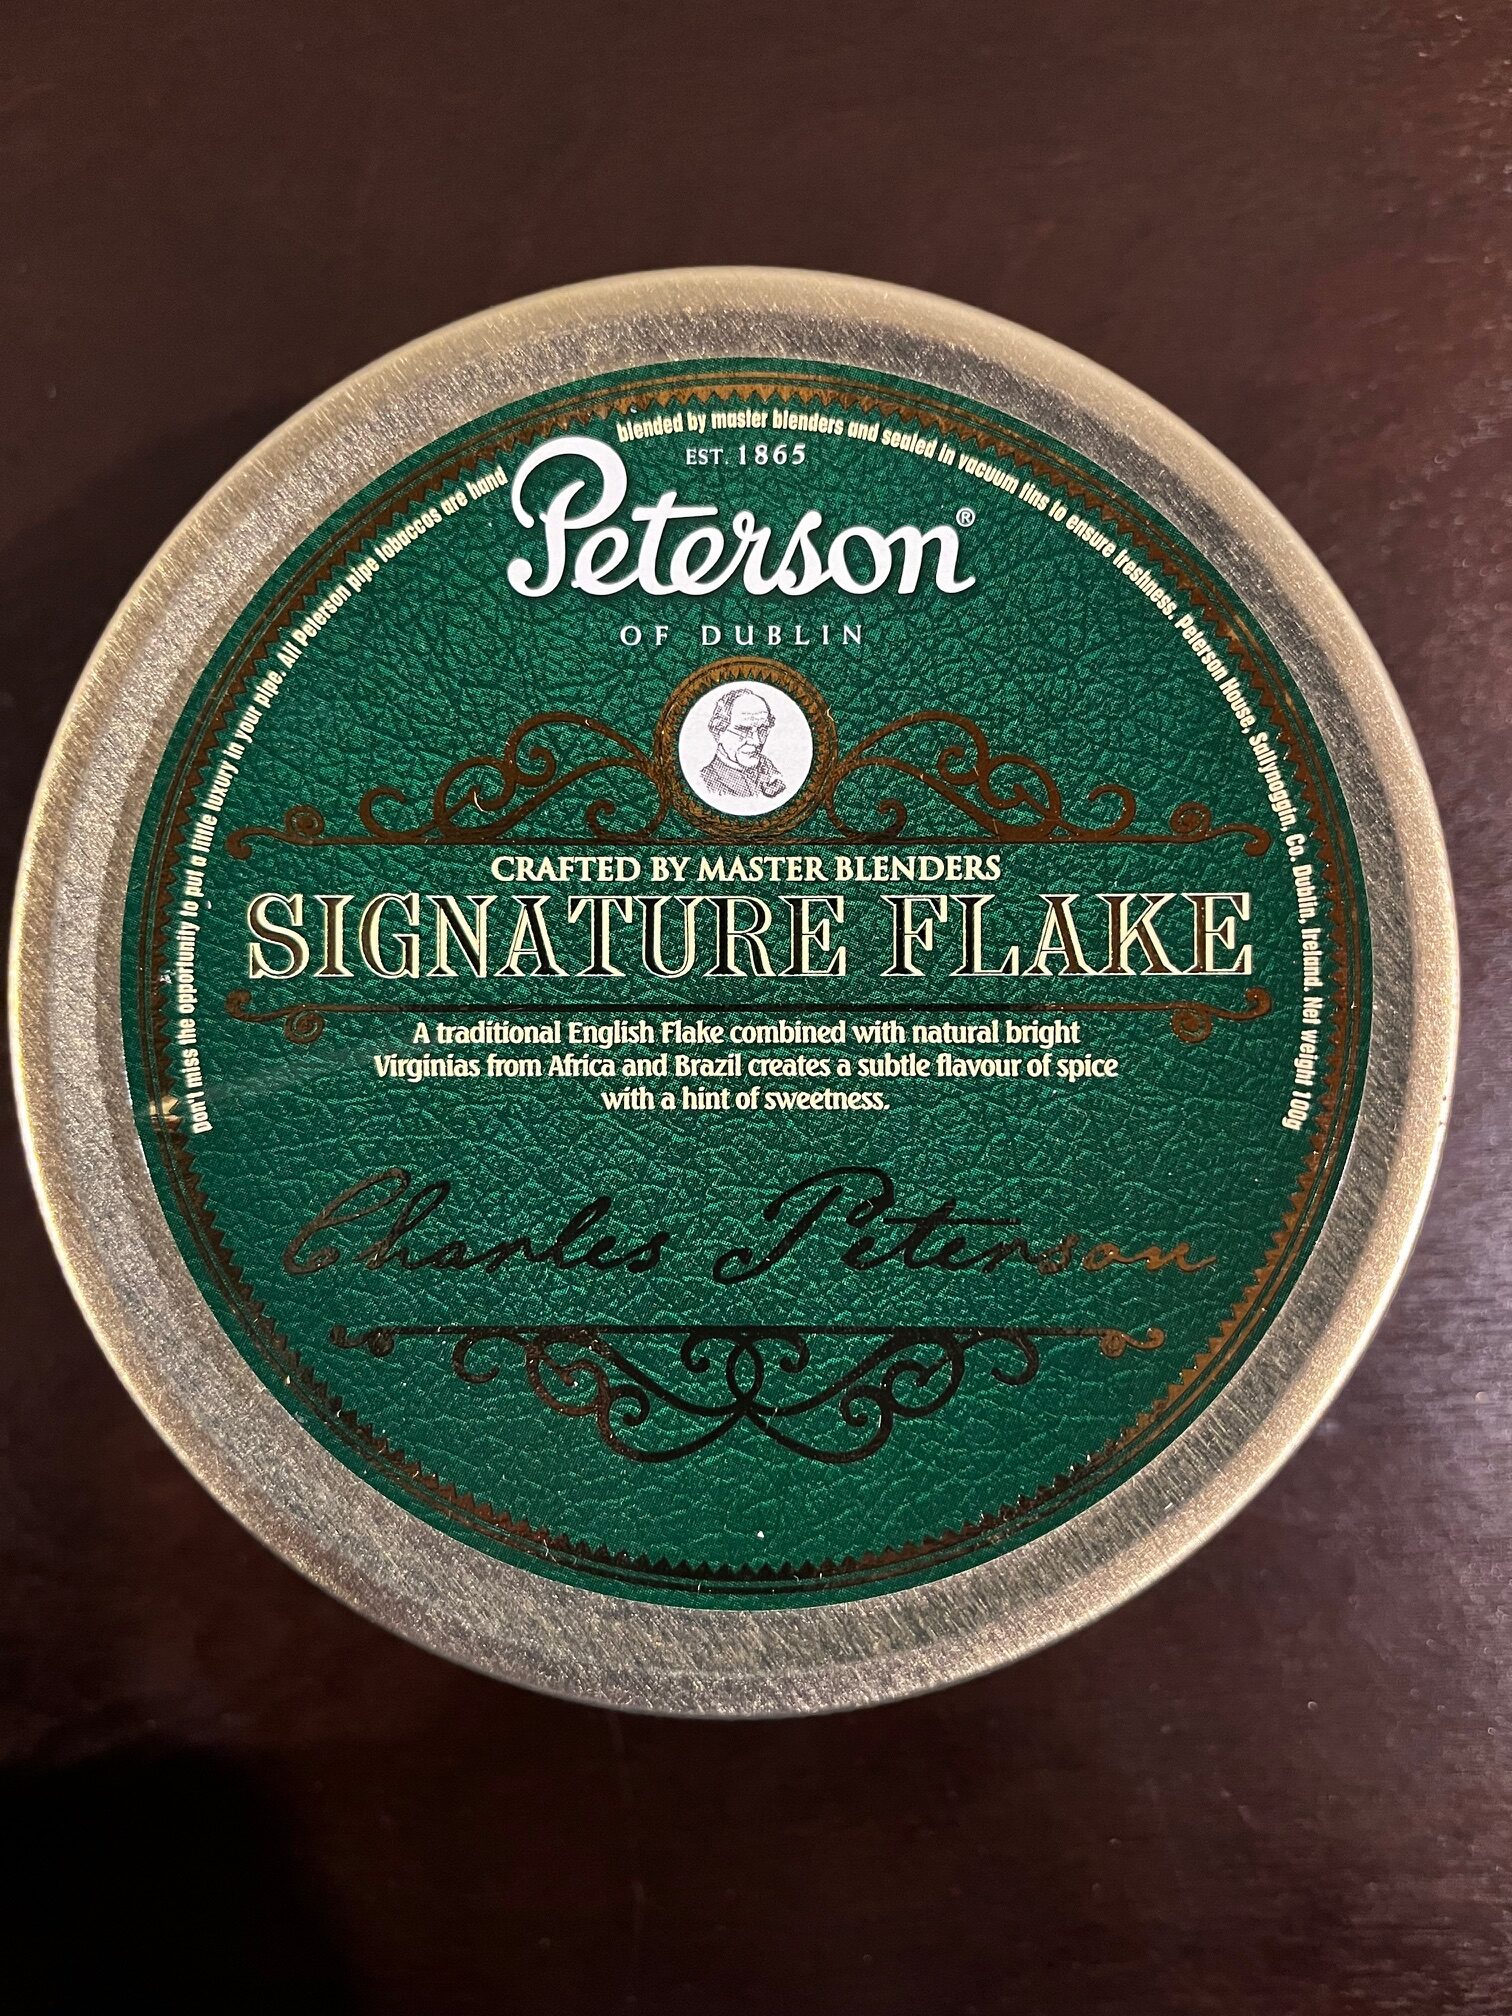 Don't miss the opportunity to put a little luxury in your pipe. All Peterson pipe tobaccos are hand blended by master blenders and sealed in vacuum tins to ensure freshness. Peterson House, Sallynoggin, Co. Dublin, Ireland. Net weight 100g
EST. 1865
Peterson®
OF DUBLIN
CRAFTED BY MASTER BLENDERS
SIGNATURE FLAKE
A traditional English Flake combined with natural bright
Virginias from Africa and Brazil creates a subtle flavour of spice
with a hint of sweetness.
Charles Peterson